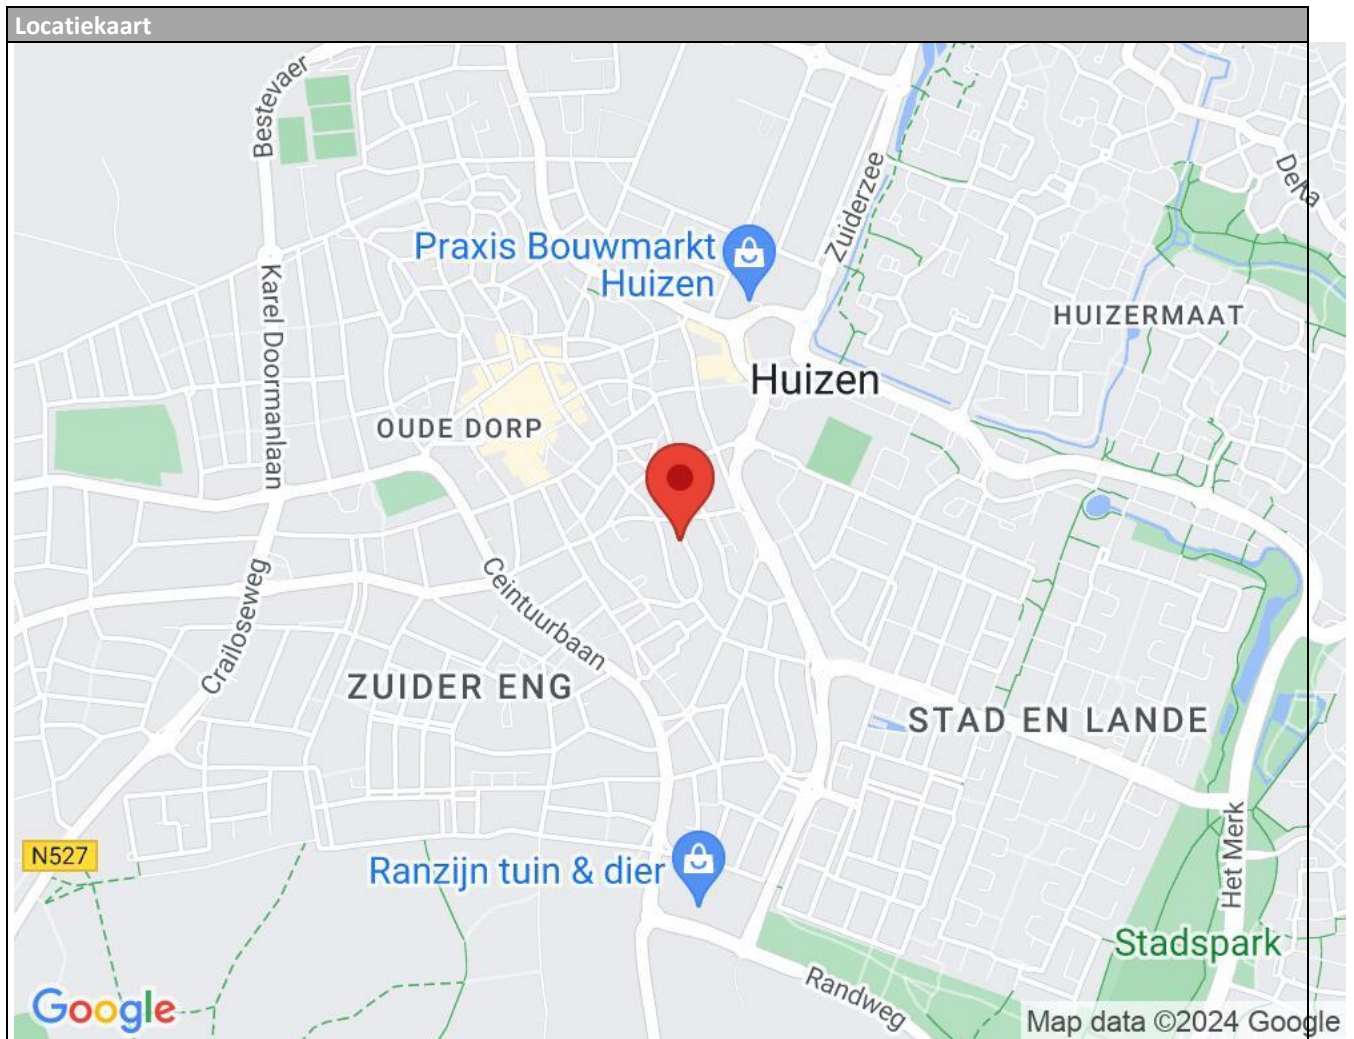 Locatiekaart
Bestevaer
Zuiderzee
Delta
Praxis Bouwmarkt
Huizen
Karel Doormanlaan
HUIZERMAAT
Huizen
OUDE DORP
Ceintuurbaan
Crailoseweg
ZUIDER ENG
STAD EN LANDE
N527
Ranzijn tuin & dier
Het Merk
Stadspark
Randweg
Google
Map data ©2024 Google